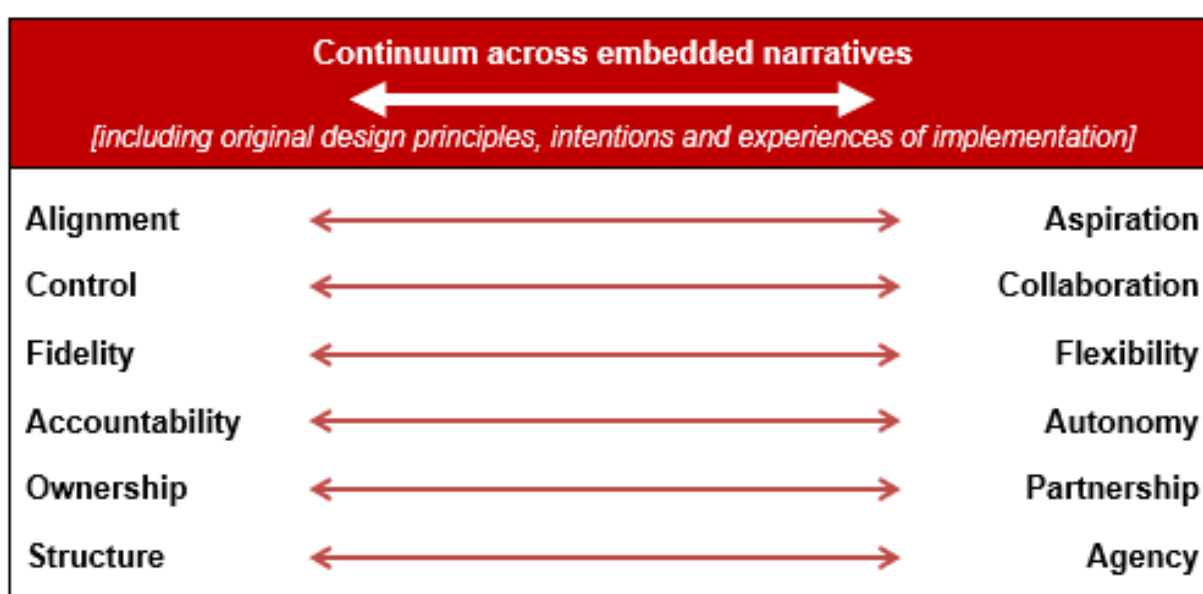 Continuum across embedded narratives
[including original design principles, intentions and experiences of implementation]
Alignment Aspiration
Control Collaboration
Fidelity Flexibility
Accountability Autonomy
Ownership Partnership
Structure Agency